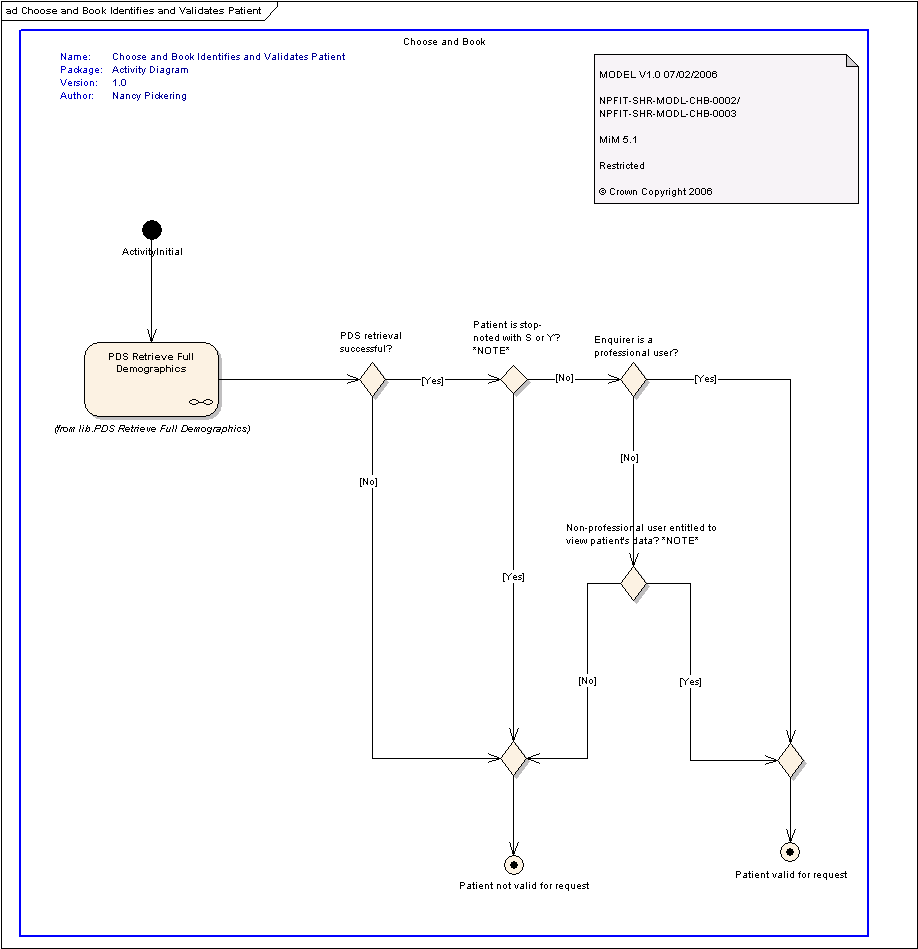 ad Choose and Book Identifies and Validates Patient
Choose and Book
Name: Choose and Book Identifies and Validates Patient
Package: Activity Diagram
Version: 1.0
Author: Nancy Pickering
MODEL V1.0 07/02/2006
NPFIT-SHR-MODL-CHB-0002/
NPFIT-SHR-MODL-CHB-0003
MiM 5.1
Restricted
© Crown Copyright 2006
ActivityInitial
PDS Retrieve Full
Demographics
(from lib.PDS Retrieve Full Demographics)
PDS retrieval
successful?
[Yes]
Patient is stop-
noted with S or Y?
*NOTE*
[No]
Enquirer is a
professional user?
[Yes]
[No]
[No]
Non-professional user entitled to
view patient's data? *NOTE*
[Yes]
[No]
[Yes]
Patient not valid for request
Patient valid for request